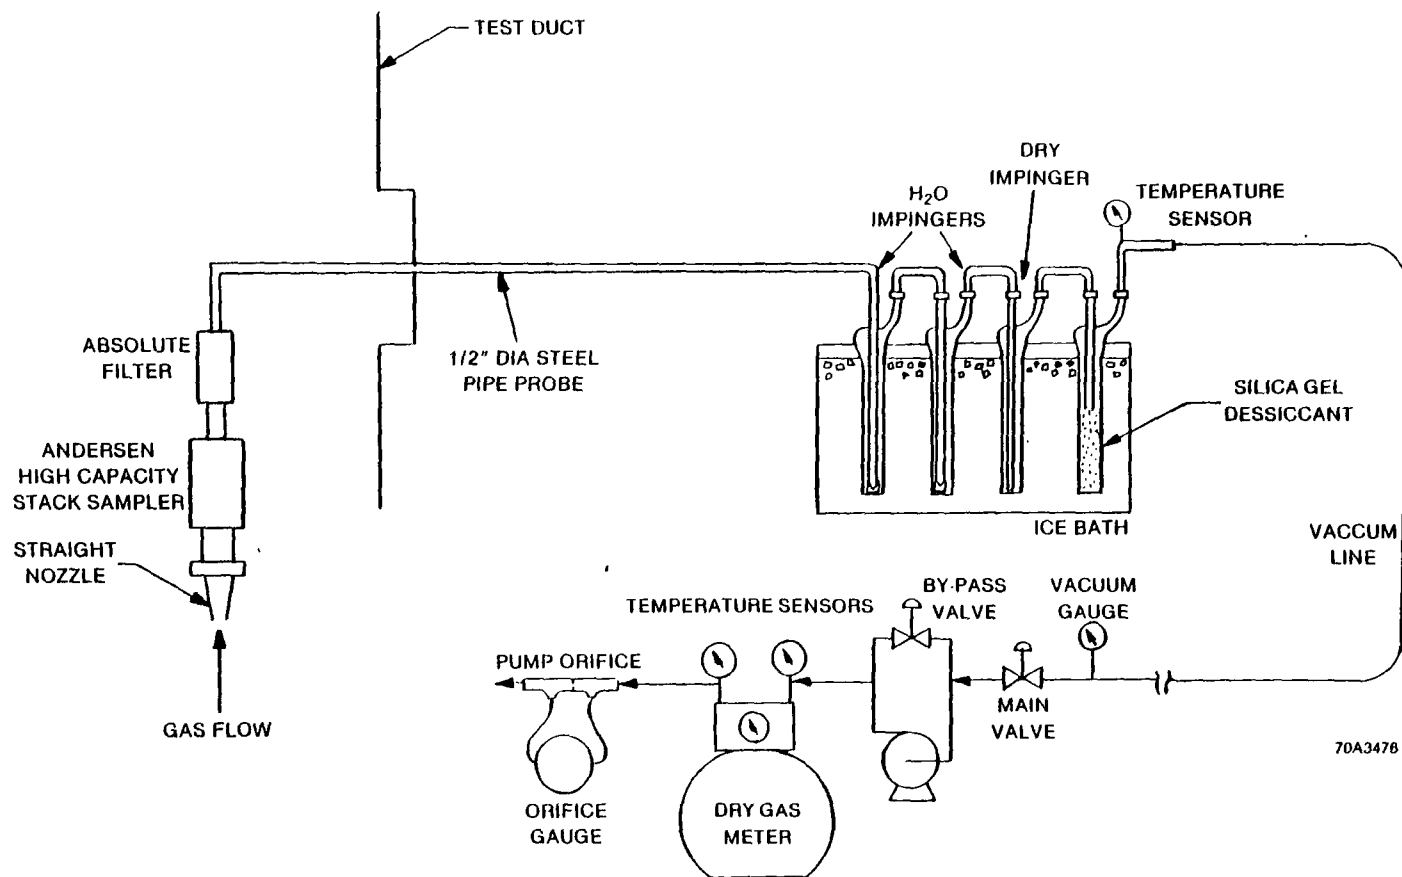 TEST DUCT
DRY
IMPINGER
H₂O
IMPINGERS
TEMPERATURE
SENSOR
ABSOLUTE
FILTER
1/2" DIA STEEL
PIPE PROBE
SILICA GEL
DESSICCANT
ANDERSEN
HIGH CAPACITY
STACK SAMPLER
ICE BATH
VACCUM
LINE
STRAIGHT
NOZZLE
BY-PASS
VALVE
VACUUM
GAUGE
TEMPERATURE SENSORS
PUMP ORIFICE
MAIN
VALVE
GAS FLOW
70A3476
ORIFICE
GAUGE
DRY GAS
METER